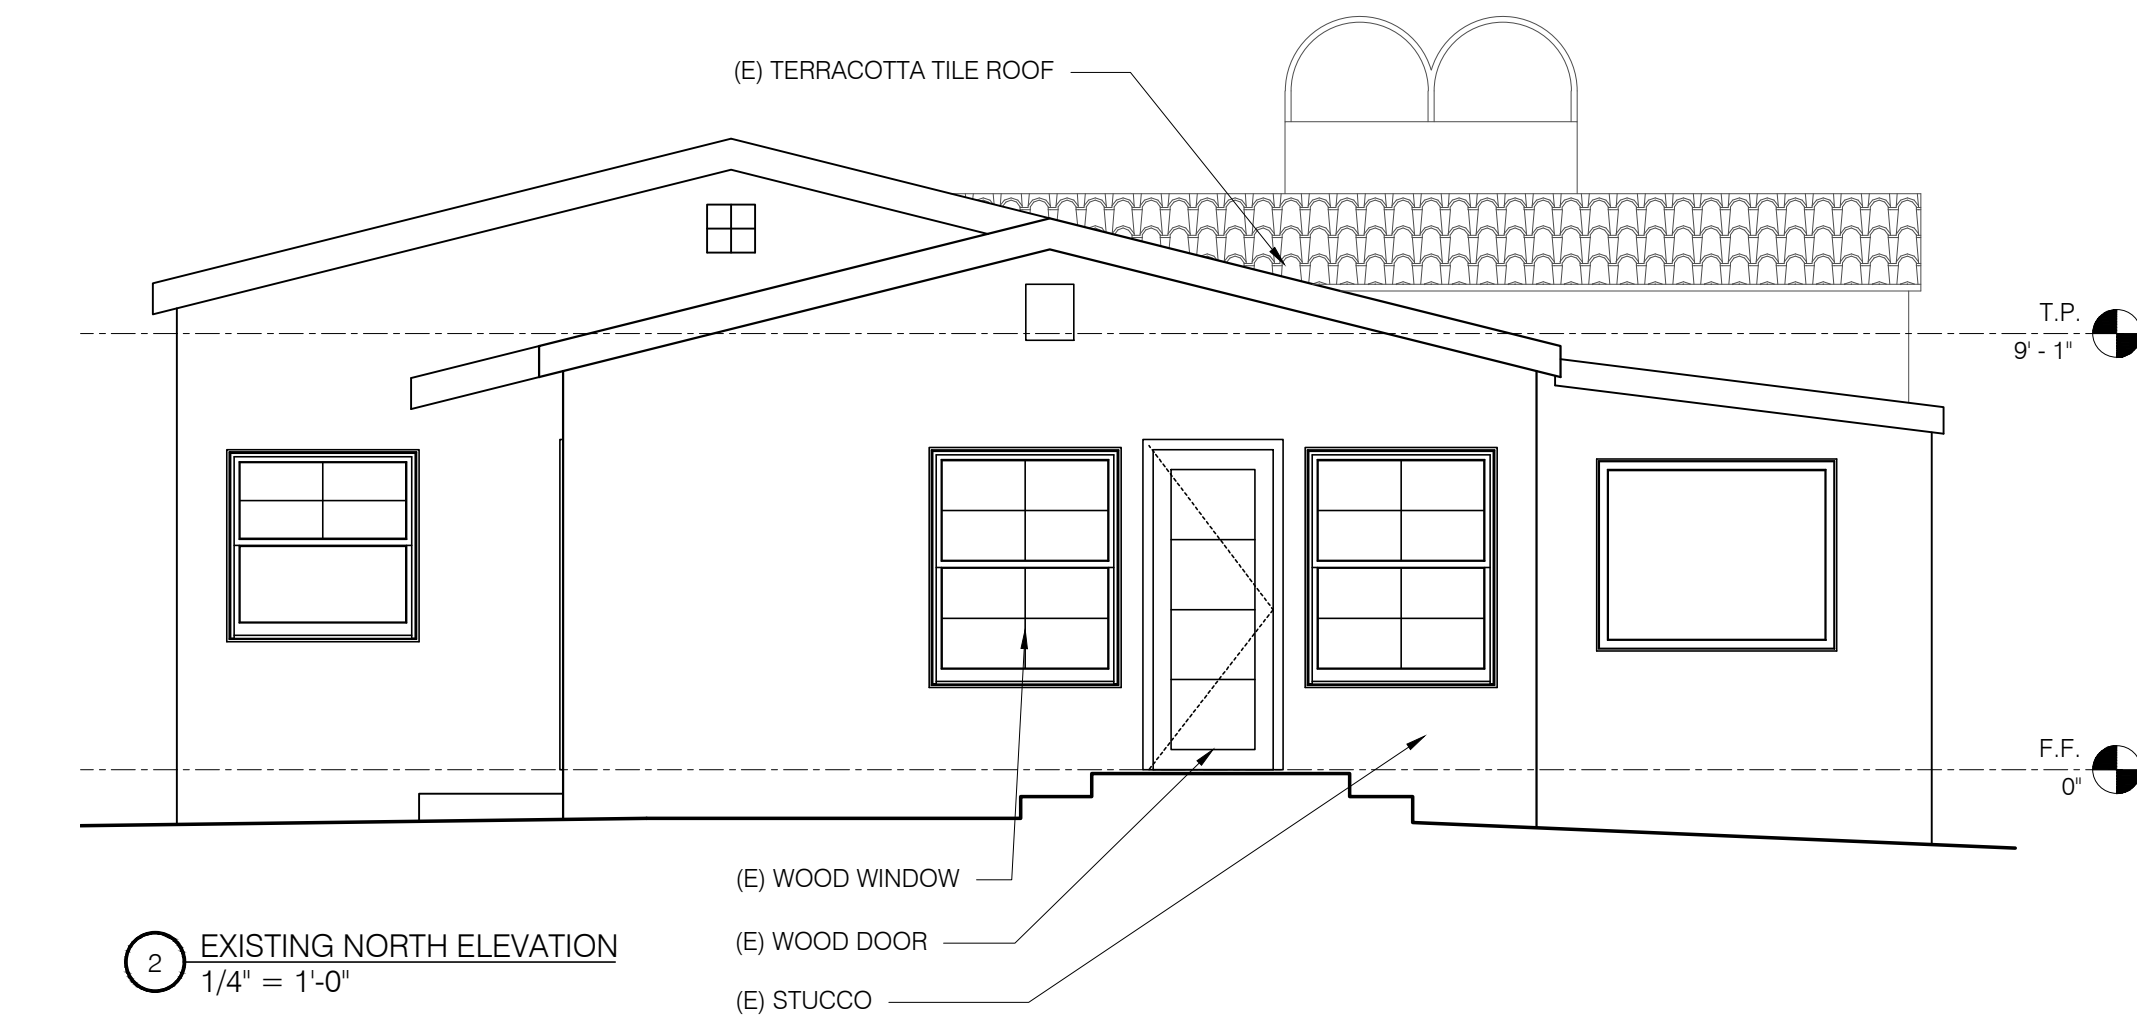 (E) TERRACOTTA TILE ROOF
T.P.
9' - 1"
F.F.
0"
(E) WOOD WINDOW
(E) WOOD DOOR
(E) STUCCO
2
EXISTING NORTH ELEVATION
1/4" = 1'-0"